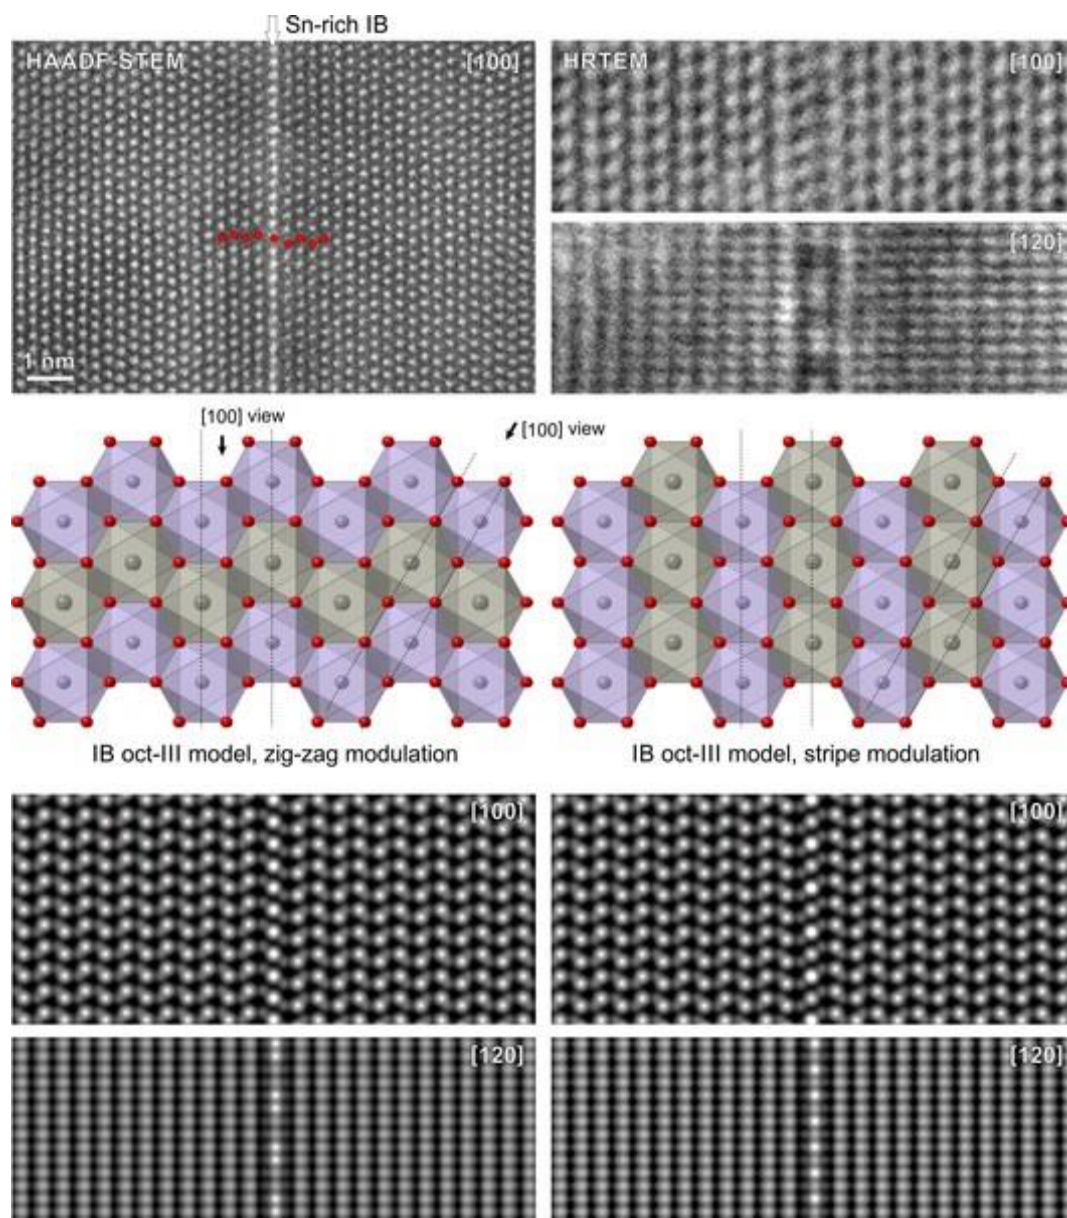 Sn-rich IB
HAADF-STEM [100]
HRTEM [100]
[120]
1 nm
[100] view
[100] view
IB oct-III model, zig-zag modulation
IB oct-III model, stripe modulation
[100]
[100]
[120]
[120]